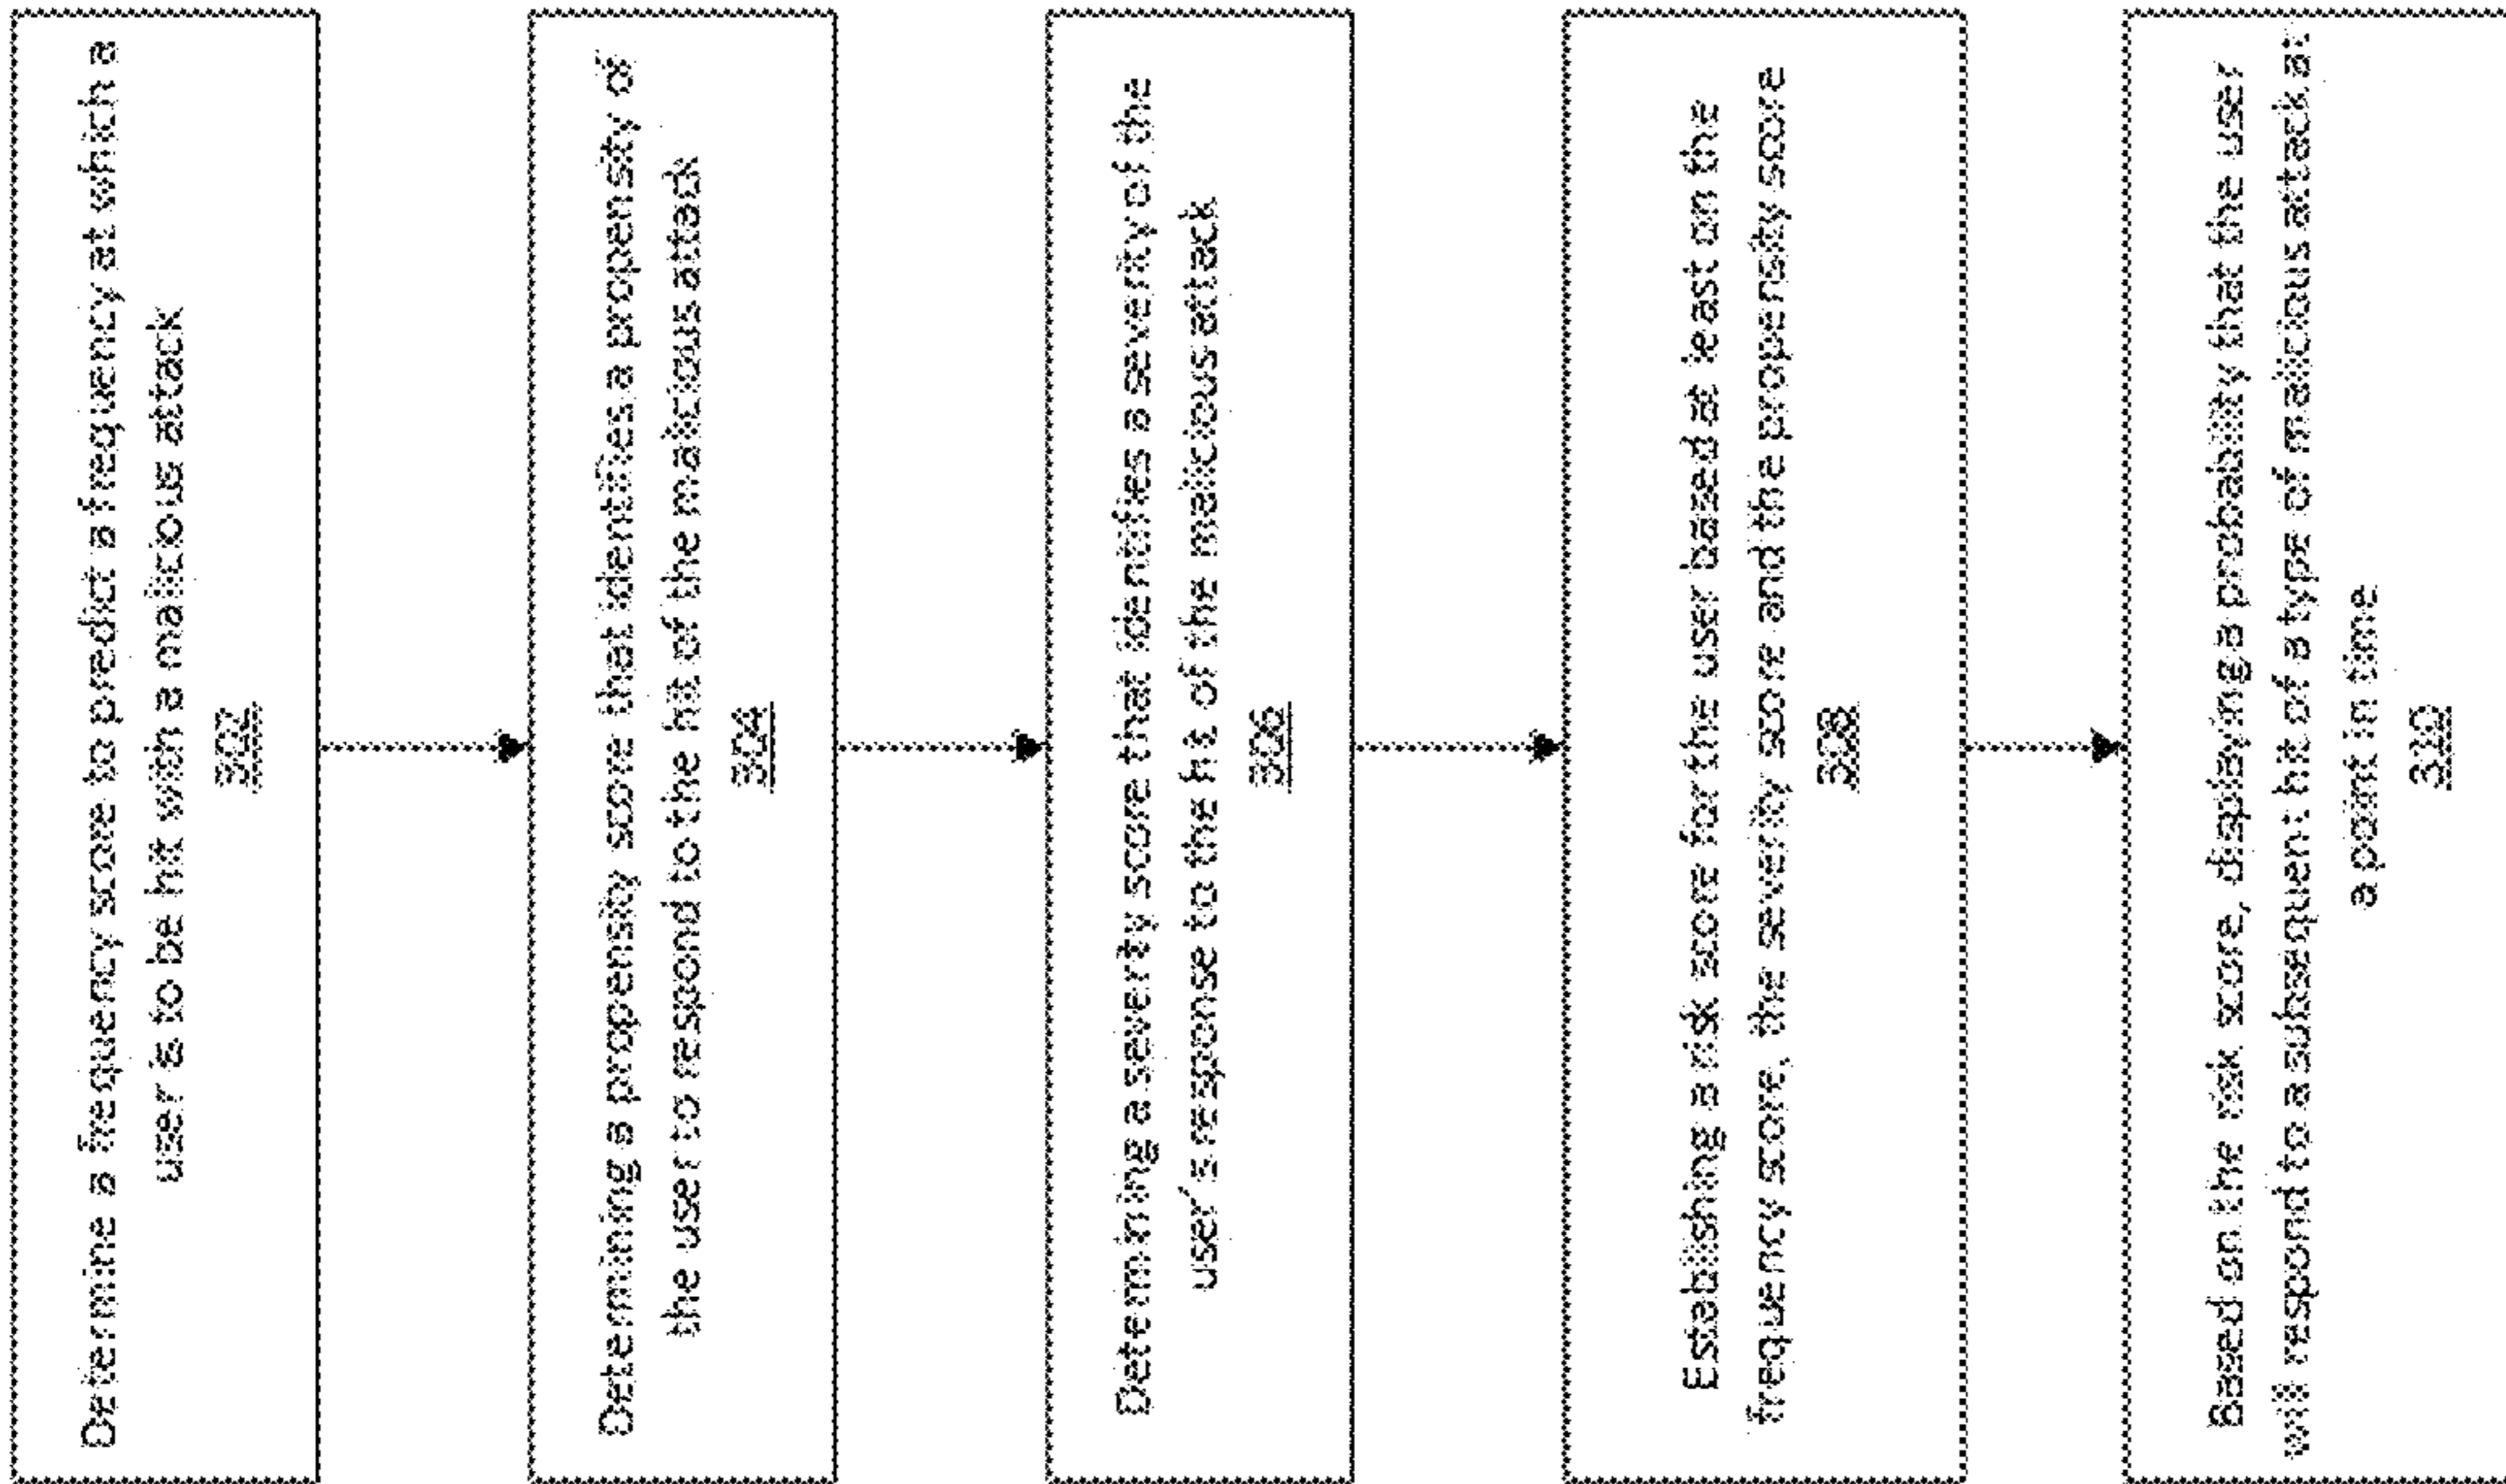 Determine a frequency score to predict a frequency at which a
user is to be hit with a malicious attack
302
Determining a propensity score that identifies a propensity of
the user to respond to the hit of the malicious attack
304
Determining a severity score that identifies a severity of the
user's response to the hit of the malicious attack
306
Establishing a risk score for the user based at least on the
frequency score, the severity score and the propensity score
308
Based on the risk score, displaying a probability that the user
will respond to a subsequent hit of a type of malicious attack at
a point in time
310